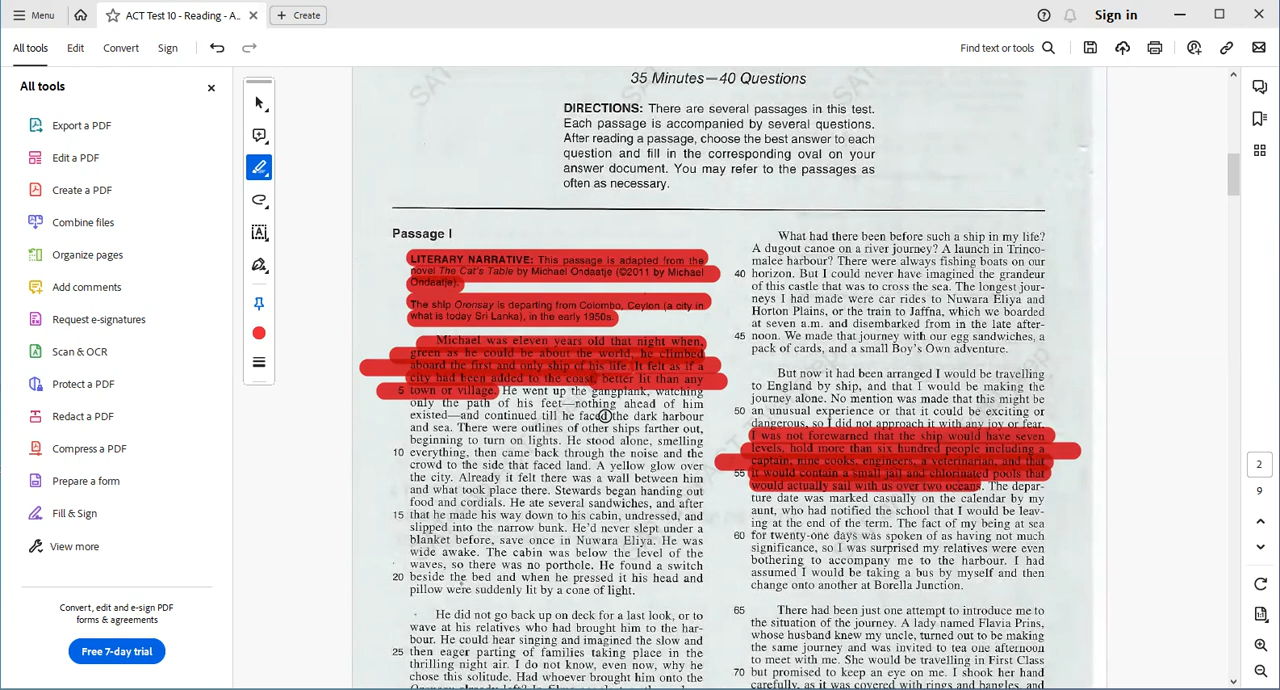 Menu
ACT Test 10 - Reading - A..
Create
Sign in
All tools
Edit
Convert
Sign
Find text or tools
All tools
Export a PDF
Edit a PDF
Create a PDF
Combine files
Organize pages
Add comments
Request e-signatures
Scan & OCR
Protect a PDF
Redact a PDF
Compress a PDF
Prepare a form
Fill & Sign
View more
Convert, edit and e-sign PDF
forms & agreements
Free 7-day trial
35 Minutes—40 Questions
DIRECTIONS: There are several passages in this test.
Each passage is accompanied by several questions.
After reading a passage, choose the best answer to each
question and fill in the corresponding oval on your
answer document. You may refer to the passages as
often as necessary.
Passage I
LITERARY NARRATIVE: This passage is adapted from the
novel The Cat's Table by Michael Ondaatje (©2011 by Michael
Ondaatje).
The ship Oronsay is departing from Colombo, Ceylon (a city in
what is today Sri Lanka), in the early 1950s.
Michael was eleven years old that night when,
green as he could be about the world, he climbed
aboard the first and only ship of his life. It felt as if a
city had been added to the coast, better lit than any
5 town or village. He went up the gangplank, watching
only the path of his feet—nothing ahead of him
existed—and continued till he faced the dark harbour
and sea. There were outlines of other ships farther out,
beginning to turn on lights. He stood alone, smelling
10 everything, then came back through the noise and the
crowd to the side that faced land. A yellow glow over
the city. Already it felt there was a wall between him
and what took place there. Stewards began handing out
food and cordials. He ate several sandwiches, and after
15 that he made his way down to his cabin, undressed, and
slipped into the narrow bunk. He'd never slept under a
blanket before, save once in Nuwara Eliya. He was
wide awake. The cabin was below the level of the
waves, so there was no porthole. He found a switch
20 beside the bed and when he pressed it his head and
pillow were suddenly lit by a cone of light.
He did not go back up on deck for a last look, or to
wave at his relatives who had brought him to the har-
bour. He could hear singing and imagined the slow and
25 then eager parting of families taking place in the
thrilling night air. I do not know, even now, why he
chose this solitude. Had whoever brought him onto the
What had there been before such a ship in my life?
A dugout canoe on a river journey? A launch in Trinco-
malee harbour? There were always fishing boats on our
40 horizon. But I could never have imagined the grandeur
of this castle that was to cross the sea. The longest jour-
neys I had made were car rides to Nuwara Eliya and
Horton Plains, or the train to Jaffna, which we boarded
at seven a.m. and disembarked from in the late after-
45 noon. We made that journey with our egg sandwiches, a
pack of cards, and a small Boy's Own adventure.
But now it had been arranged I would be travelling
to England by ship, and that I would be making the
journey alone. No mention was made that this might be
50 an unusual experience or that it could be exciting or
dangerous, so I did not approach it with any joy or fear.
I was not forewarned that the ship would have seven
levels, hold more than six hundred people including a
captain, nine cooks, engineers, a veterinarian, and that
55 it would contain a small jail and chlorinated pools that
would actually sail with us over two oceans. The depar-
ture date was marked casually on the calendar by my
aunt, who had notified the school that I would be leav-
ing at the end of the term. The fact of my being at sea
60 for twenty-one days was spoken of as having not much
significance, so I was surprised my relatives were even
bothering to accompany me to the harbour. I had
assumed I would be taking a bus by myself and then
change onto another at Borella Junction.
65 There had been just one attempt to introduce me to
the situation of the journey. A lady named Flavia Prins,
whose husband knew my uncle, turned out to be making
the same journey and was invited to tea one afternoon
to meet with me. She would be travelling in First Class
70 but promised to keep an eye on me. I shook her hand
carefully, as it was covered with rings and bangles, and
2
9